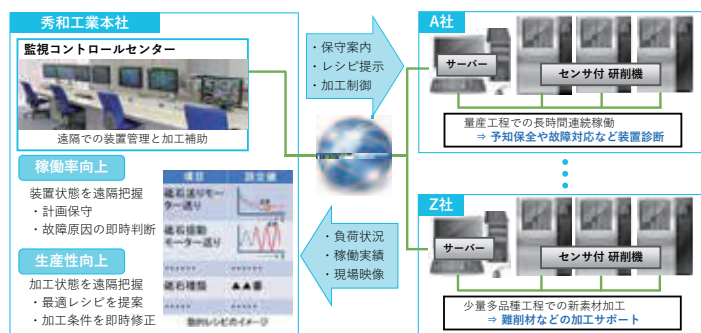 秀和工業本社
監視コントロールセンター
遠隔での装置管理と加工補助
稼働率向上
装置状態を遠隔把握
・計画保守
・故障原因の即時判断
生産性向上
加工状態を遠隔把握
・最適レシピを提案
・加工条件を即時修正
項目 設定値
砥石送りモー
ター送り
砥石揺動
モーター送り
****** ******
砥石種類 ▲▲番
****** ******
動的レシピのイメージ
・保守案内
・レシピ提示
・加工制御
・負荷状況
・稼働実績
・現場映像
A社
サーバー
センサ付 研削機
量産工程での長時間連続稼働
⇒ 予知保全や故障対応など装置診断
Z社
サーバー
センサ付 研削機
少量多品種工程での新素材加工
⇒ 難削材などの加工サポート